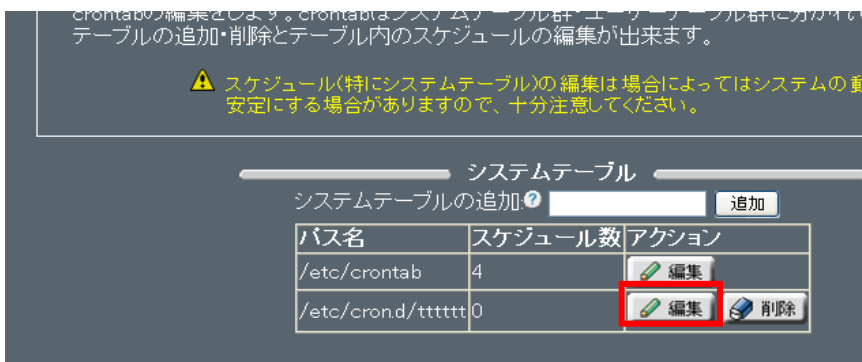 crontabの編集をします。crontabはシステムテーブル群・ユーザーテーブル群に分かれてい
テーブルの追加・削除とテーブル内のスケジュールの編集が出来ます。
スケジュール(特にシステムテーブル)の編集は場合によってはシステムの動
安定にする場合がありますので、十分注意してください。
システムテーブル
システムテーブルの追加: 追加
パス名 スケジュール数 アクション
/etc/crontab 4 編集
/etc/cron.d/tttttt 0 編集 削除